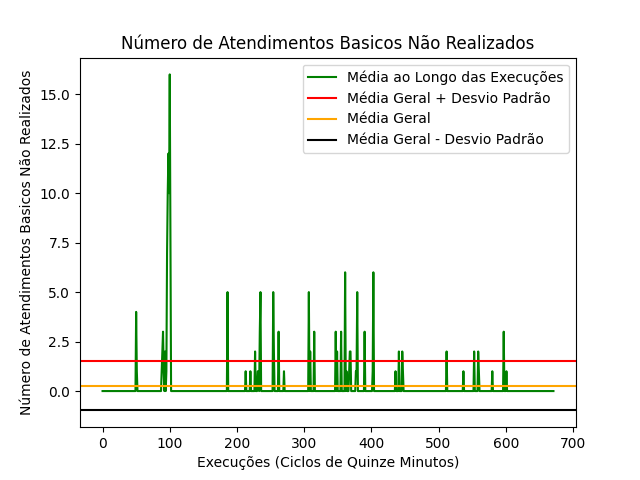 Número de Atendimentos Basicos Não Realizados
Número de Atendimentos Basicos Não Realizados
15.0
12.5
10.0
7.5
5.0
2.5
0.0
Média ao Longo das Execuções
Média Geral + Desvio Padrão
Média Geral
Média Geral - Desvio Padrão
0
100
200
300
400
500
600
700
Execuções (Ciclos de Quinze Minutos)